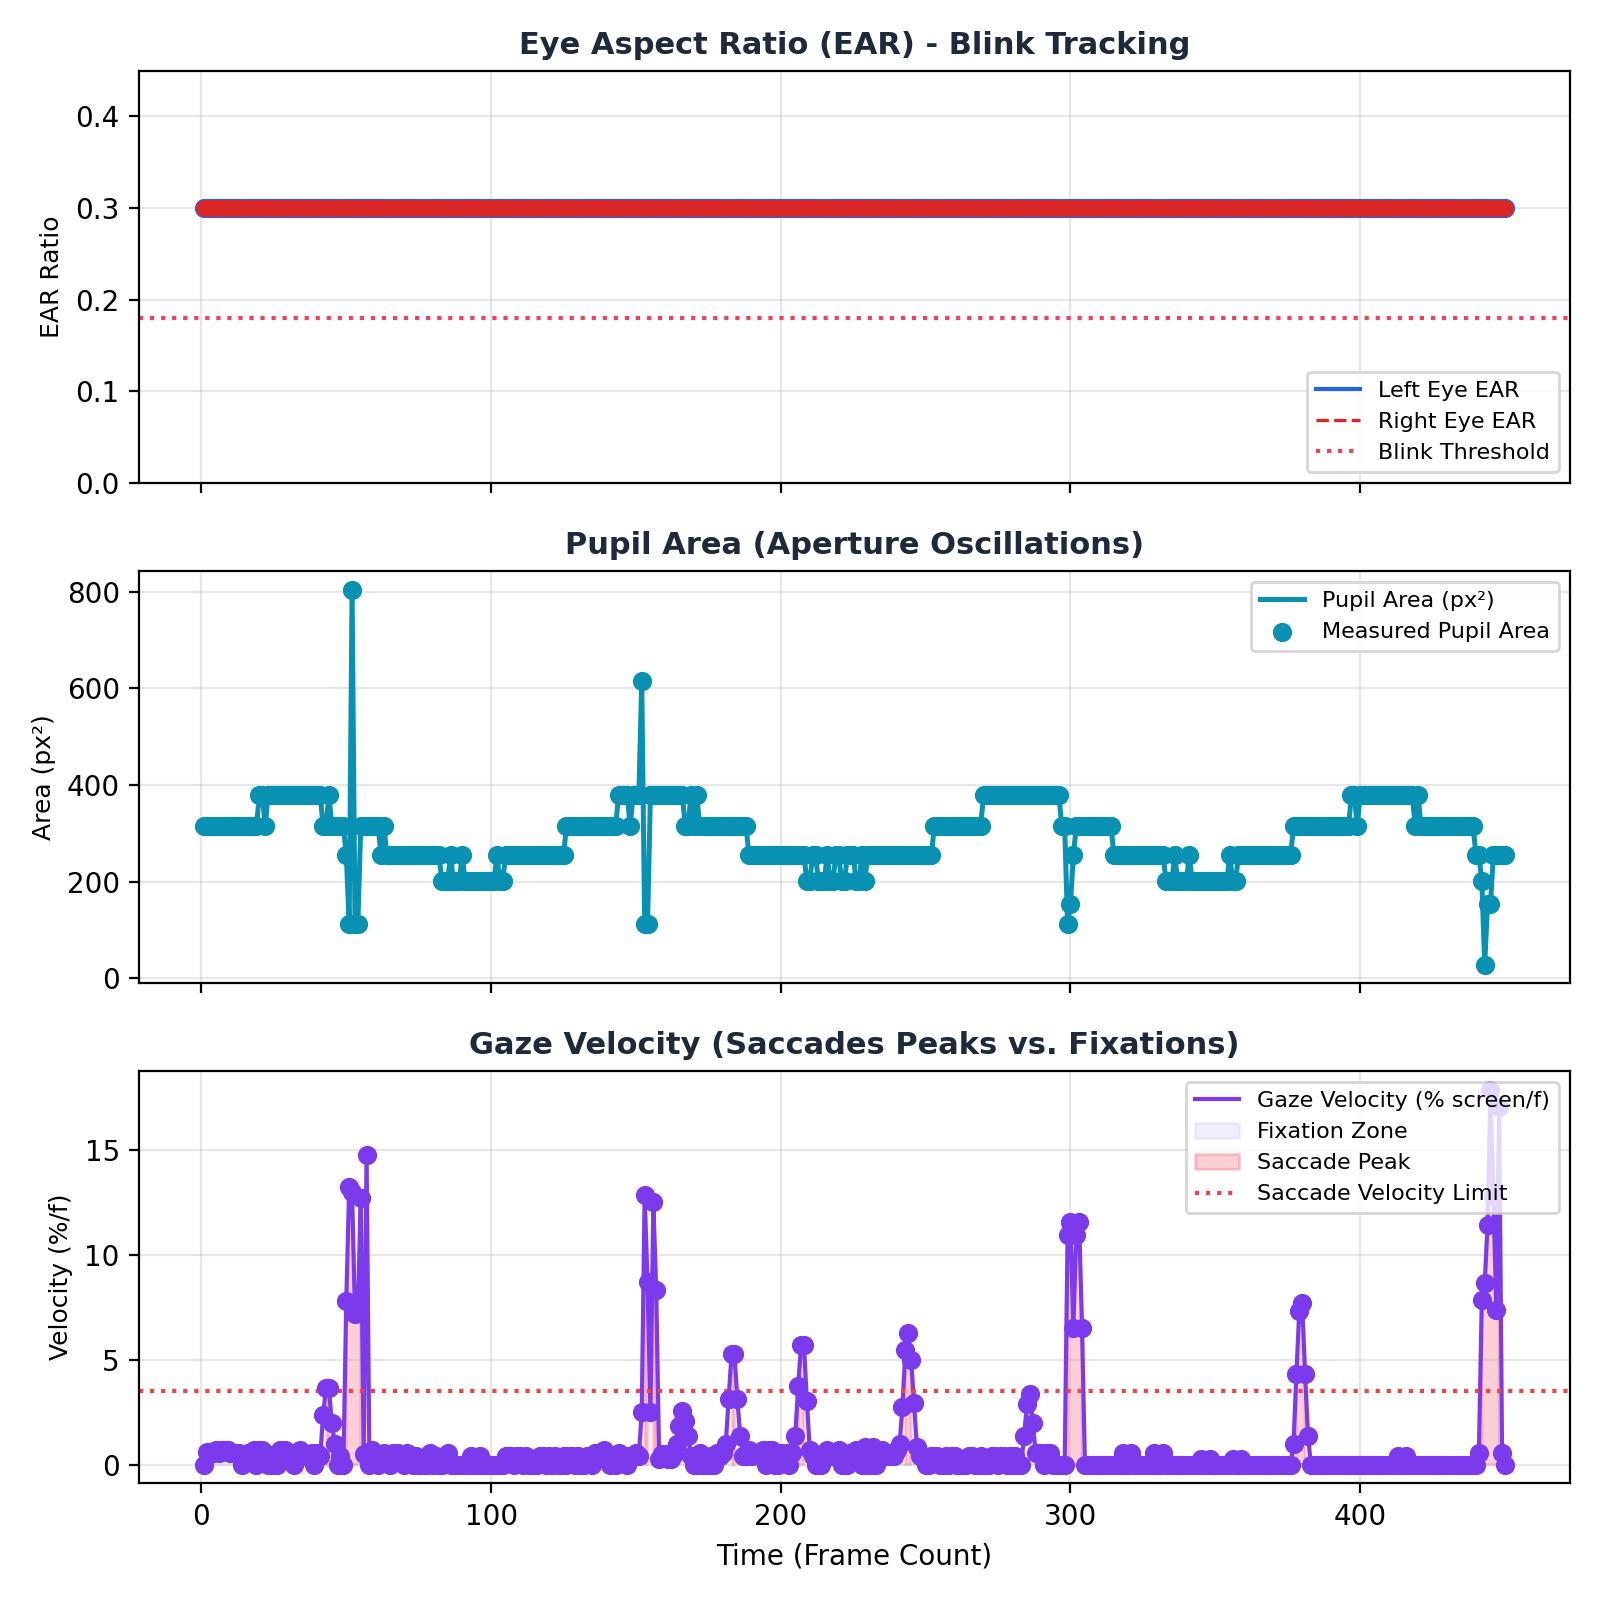 Eye Aspect Ratio (EAR) - Blink Tracking
EAR Ratio
0.4
0.3
0.2
0.1
0.0
Left Eye EAR
Right Eye EAR
Blink Threshold
Pupil Area (Aperture Oscillations)
Area (px²)
800
600
400
200
0
Pupil Area (px²)
Measured Pupil Area
Gaze Velocity (Saccades Peaks vs. Fixations)
Velocity (%/f)
15
10
5
0
Gaze Velocity (% screen/f)
Fixation Zone
Saccade Peak
Saccade Velocity Limit
0 100 200 300 400
Time (Frame Count)